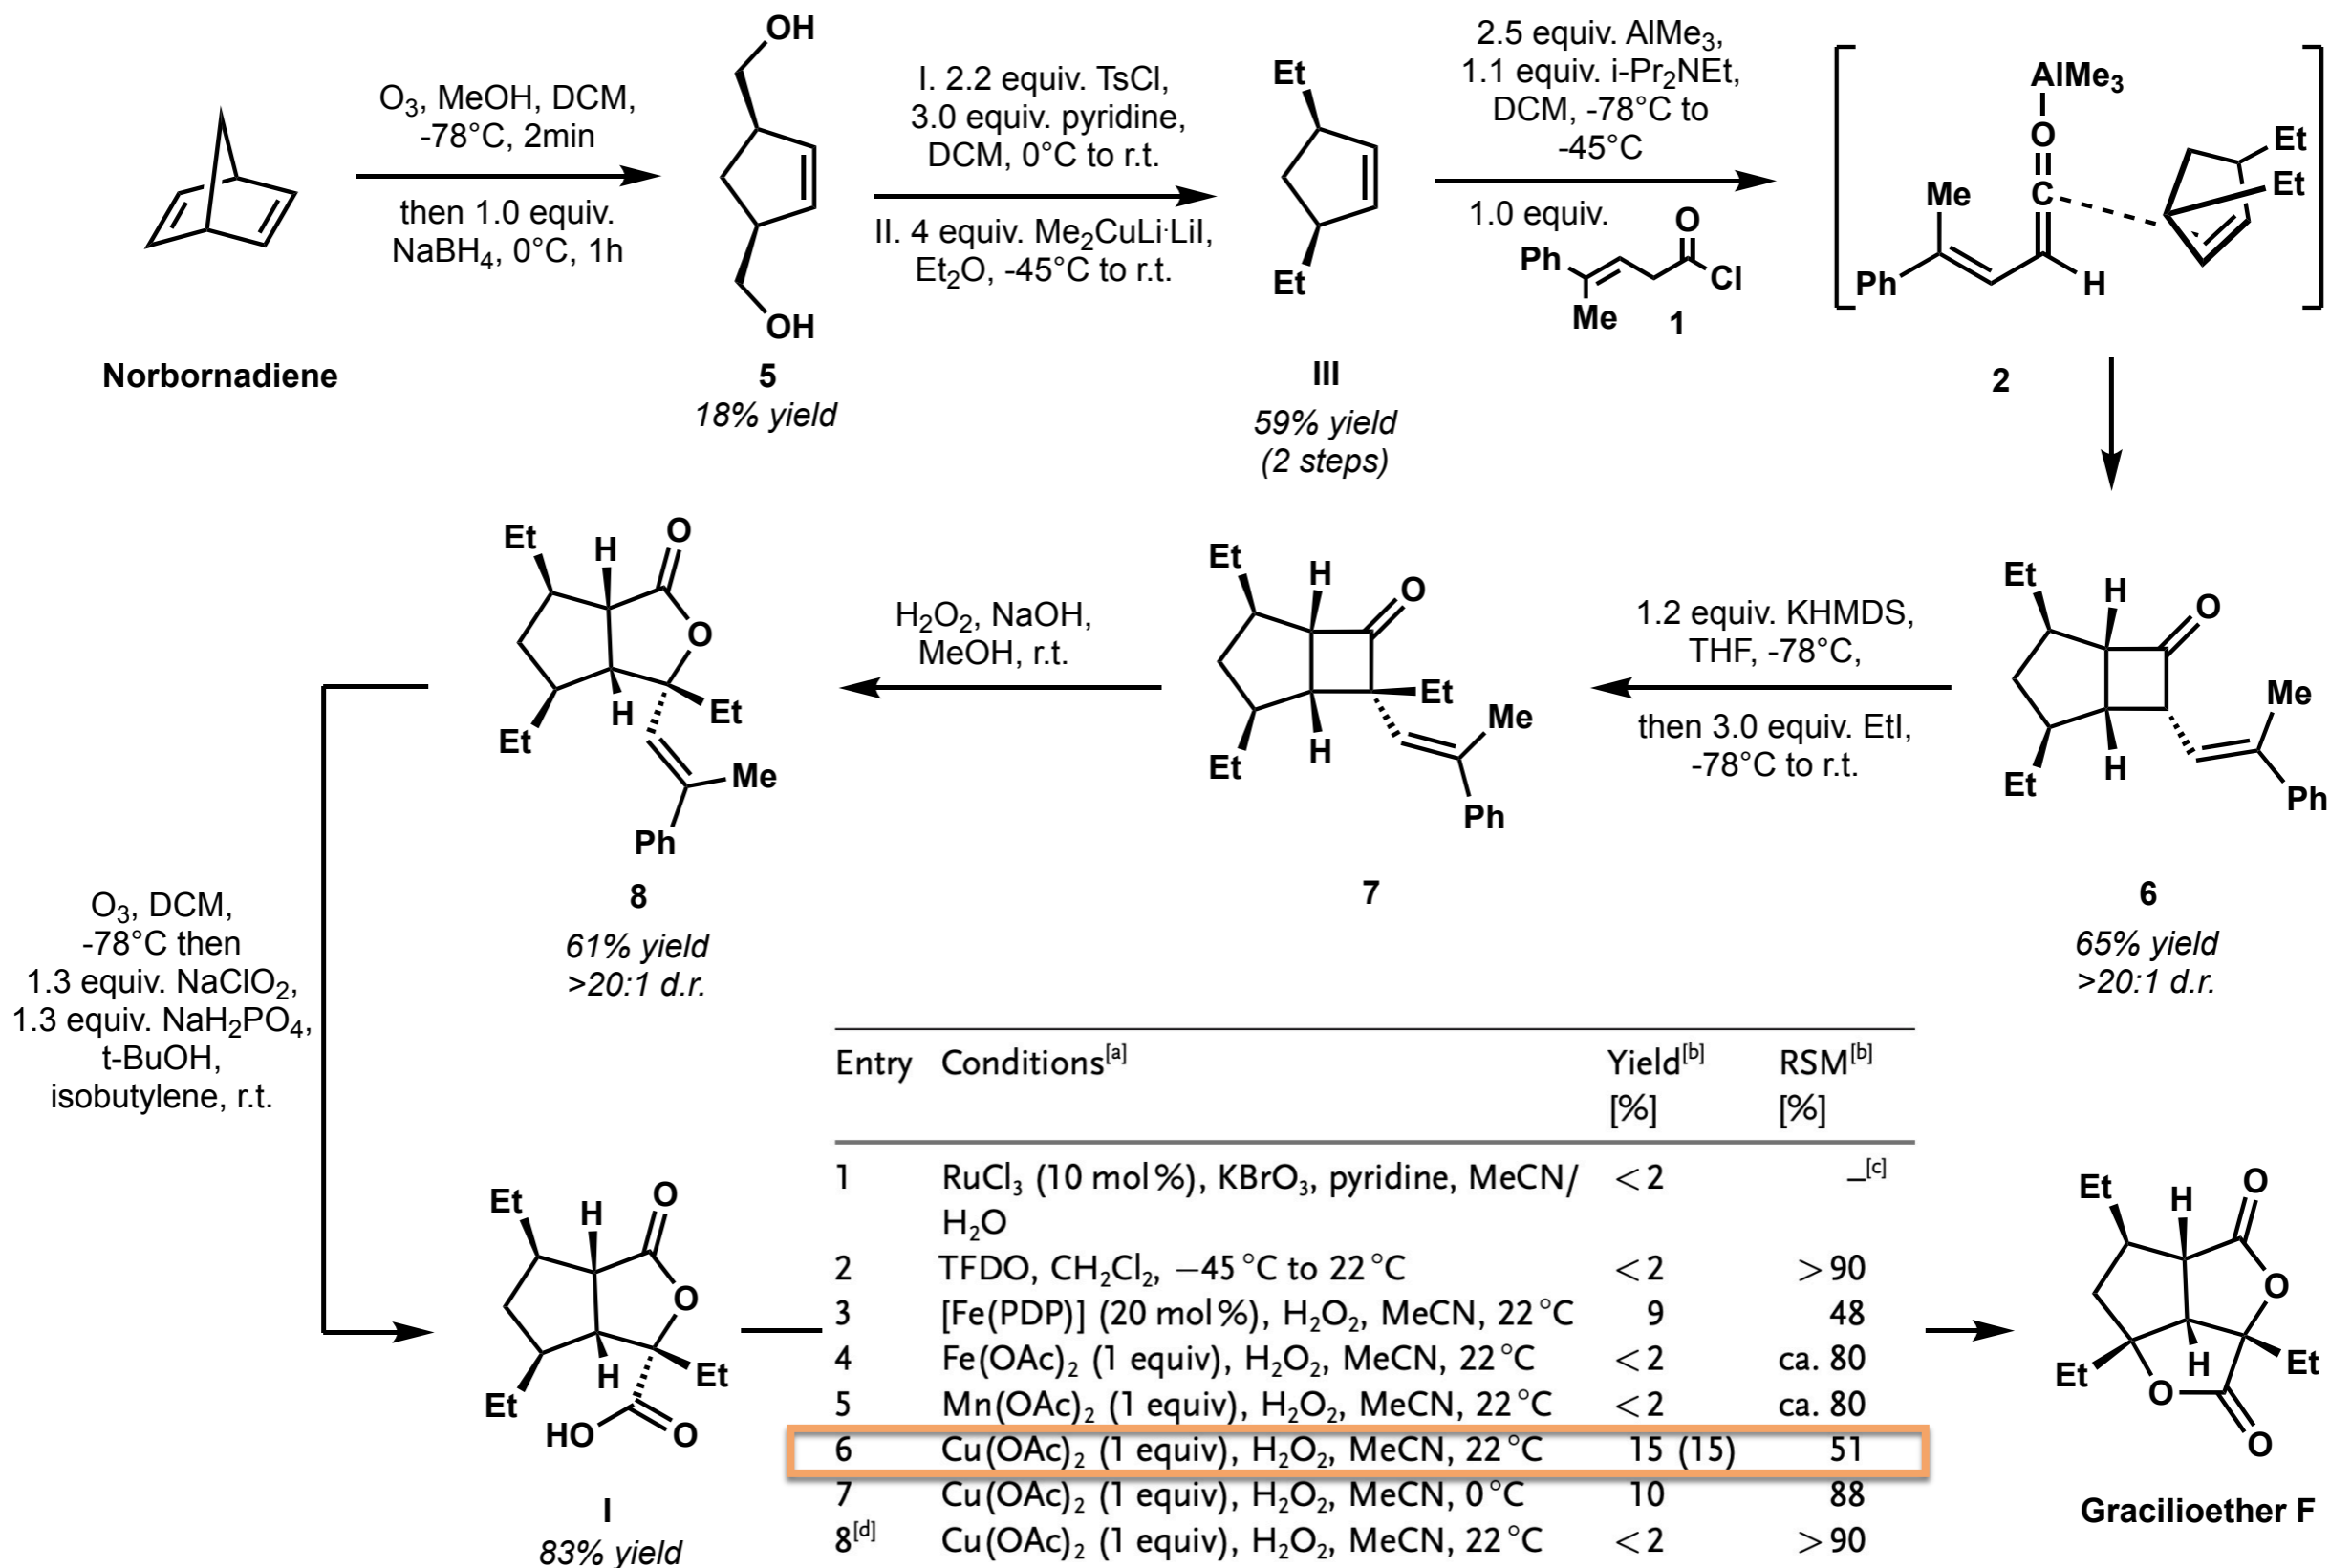 OH
O3, MeOH, DCM,
-78°C, 2min
then 1.0 equiv.
NaBH4, 0°C, 1h
Norbornadiene
OH
5
18% yield
I. 2.2 equiv. TsCl,
3.0 equiv. pyridine,
DCM, 0°C to r.t.
II. 4 equiv. Me2CuLi·LiI,
Et2O, -45°C to r.t.
Et
Et
III
59% yield
(2 steps)
2.5 equiv. AlMe3,
1.1 equiv. i-Pr2NEt,
DCM, -78°C to
-45°C
1.0 equiv.
O
Ph
Cl
Me
1
AlMe3
O
C
Me
Ph
H
Et
Et
2
Et
H
O
O
H
Et
Et
Me
Ph
8
61% yield
>20:1 d.r.
H2O2, NaOH,
MeOH, r.t.
Et
H
O
Et
Me
H
Et
Ph
7
1.2 equiv. KHMDS,
THF, -78°C,
then 3.0 equiv. EtI,
-78°C to r.t.
Et
H
O
Me
H
Et
Ph
6
65% yield
>20:1 d.r.
O3, DCM,
-78°C then
1.3 equiv. NaClO2,
1.3 equiv. NaH2PO4,
t-BuOH,
isobutylene, r.t.
Et
H
O
O
H
Et
Et
HO
O
I
83% yield
Entry Conditions[a] Yield[b] RSM[b]
[%] [%]
1 RuCl3 (10 mol%), KBrO3, pyridine, MeCN/ <2 –[c]
H2O
2 TFDO, CH2Cl2, −45 °C to 22 °C <2 >90
3 [Fe(PDP)] (20 mol%), H2O2, MeCN, 22 °C 9 48
4 Fe(OAc)2 (1 equiv), H2O2, MeCN, 22 °C <2 ca. 80
5 Mn(OAc)2 (1 equiv), H2O2, MeCN, 22 °C <2 ca. 80
6 Cu(OAc)2 (1 equiv), H2O2, MeCN, 22 °C 15 (15) 51
7 Cu(OAc)2 (1 equiv), H2O2, MeCN, 0 °C 10 88
8[d] Cu(OAc)2 (1 equiv), H2O2, MeCN, 22 °C <2 >90
Et
H
O
O
H
Et
Et
O
O
Gracilioether F